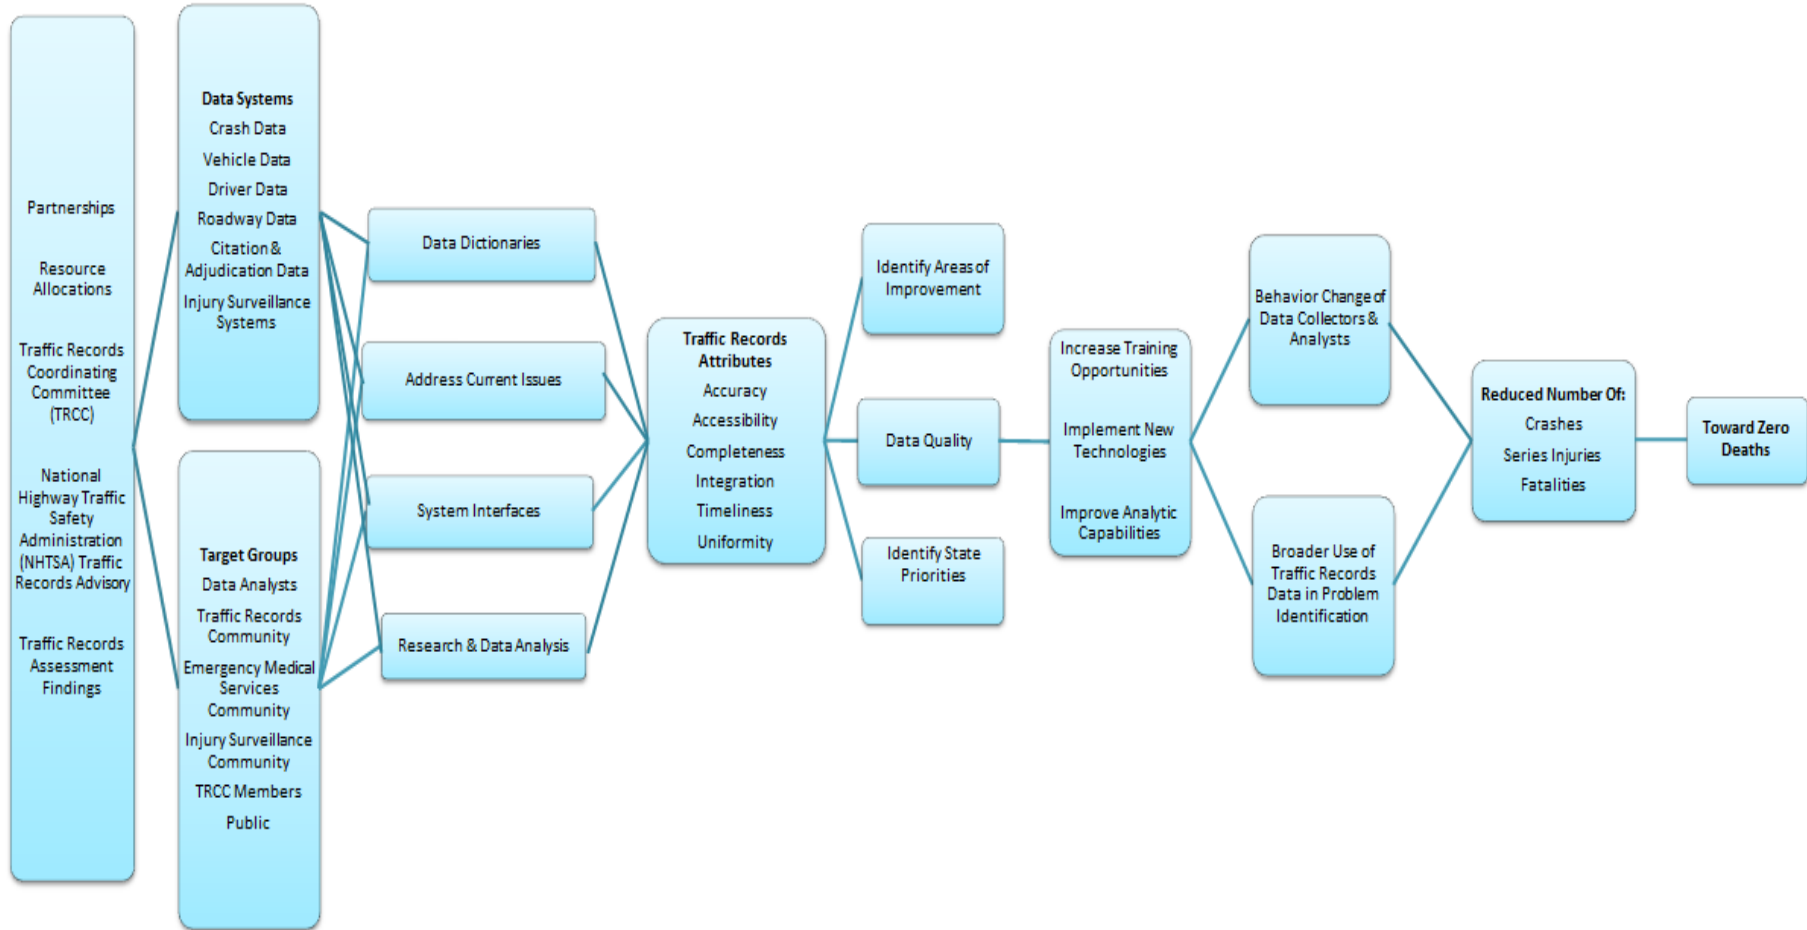 Partnerships
Resource
Allocations
Traffic Records
Coordinating
Committee
(TRCC)
National
Highway Traffic
Safety
Administration
(NHTSA) Traffic
Records Advisory
Traffic Records
Assessment
Findings
Data Systems
Crash Data
Vehicle Data
Driver Data
Roadway Data
Citation &
Adjudication Data
Injury Surveillance
Systems
Target Groups
Data Analysts
Traffic Records
Community
Emergency Medical
Services
Community
Injury Surveillance
Community
TRCC Members
Public
Data Dictionaries
Address Current Issues
System Interfaces
Research & Data Analysis
Traffic Records
Attributes
Accuracy
Accessibility
Completeness
Integration
Timeliness
Uniformity
Identify Areas of
Improvement
Data Quality
Identify State
Priorities
Increase Training
Opportunities
Implement New
Technologies
Improve Analytic
Capabilities
Behavior Change of
Data Collectors &
Analysts
Broader Use of
Traffic Records
Data in Problem
Identification
Reduced Number Of:
Crashes
Series Injuries
Fatalities
Toward Zero
Deaths